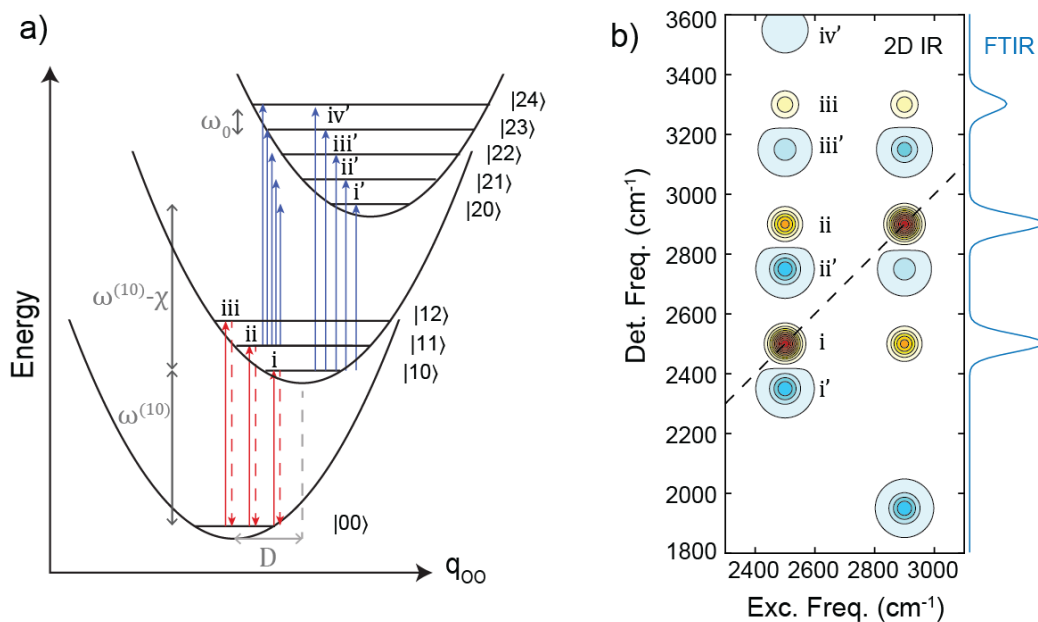 a)
Energy
ω₀
ω⁽¹⁰⁾-χ
ω⁽¹⁰⁾
iv'
iii'
ii'
i'
|24⟩
|23⟩
|22⟩
|21⟩
|20⟩
iii
ii
i
|12⟩
|11⟩
|10⟩
|00⟩
D
qOO
b)
2D IR
FTIR
iv'
iii
iii'
ii
ii'
i
i'
3600
3400
3200
3000
2800
2600
2400
2200
2000
1800
Det. Freq. (cm⁻¹)
2400 2600 2800 3000
Exc. Freq. (cm⁻¹)